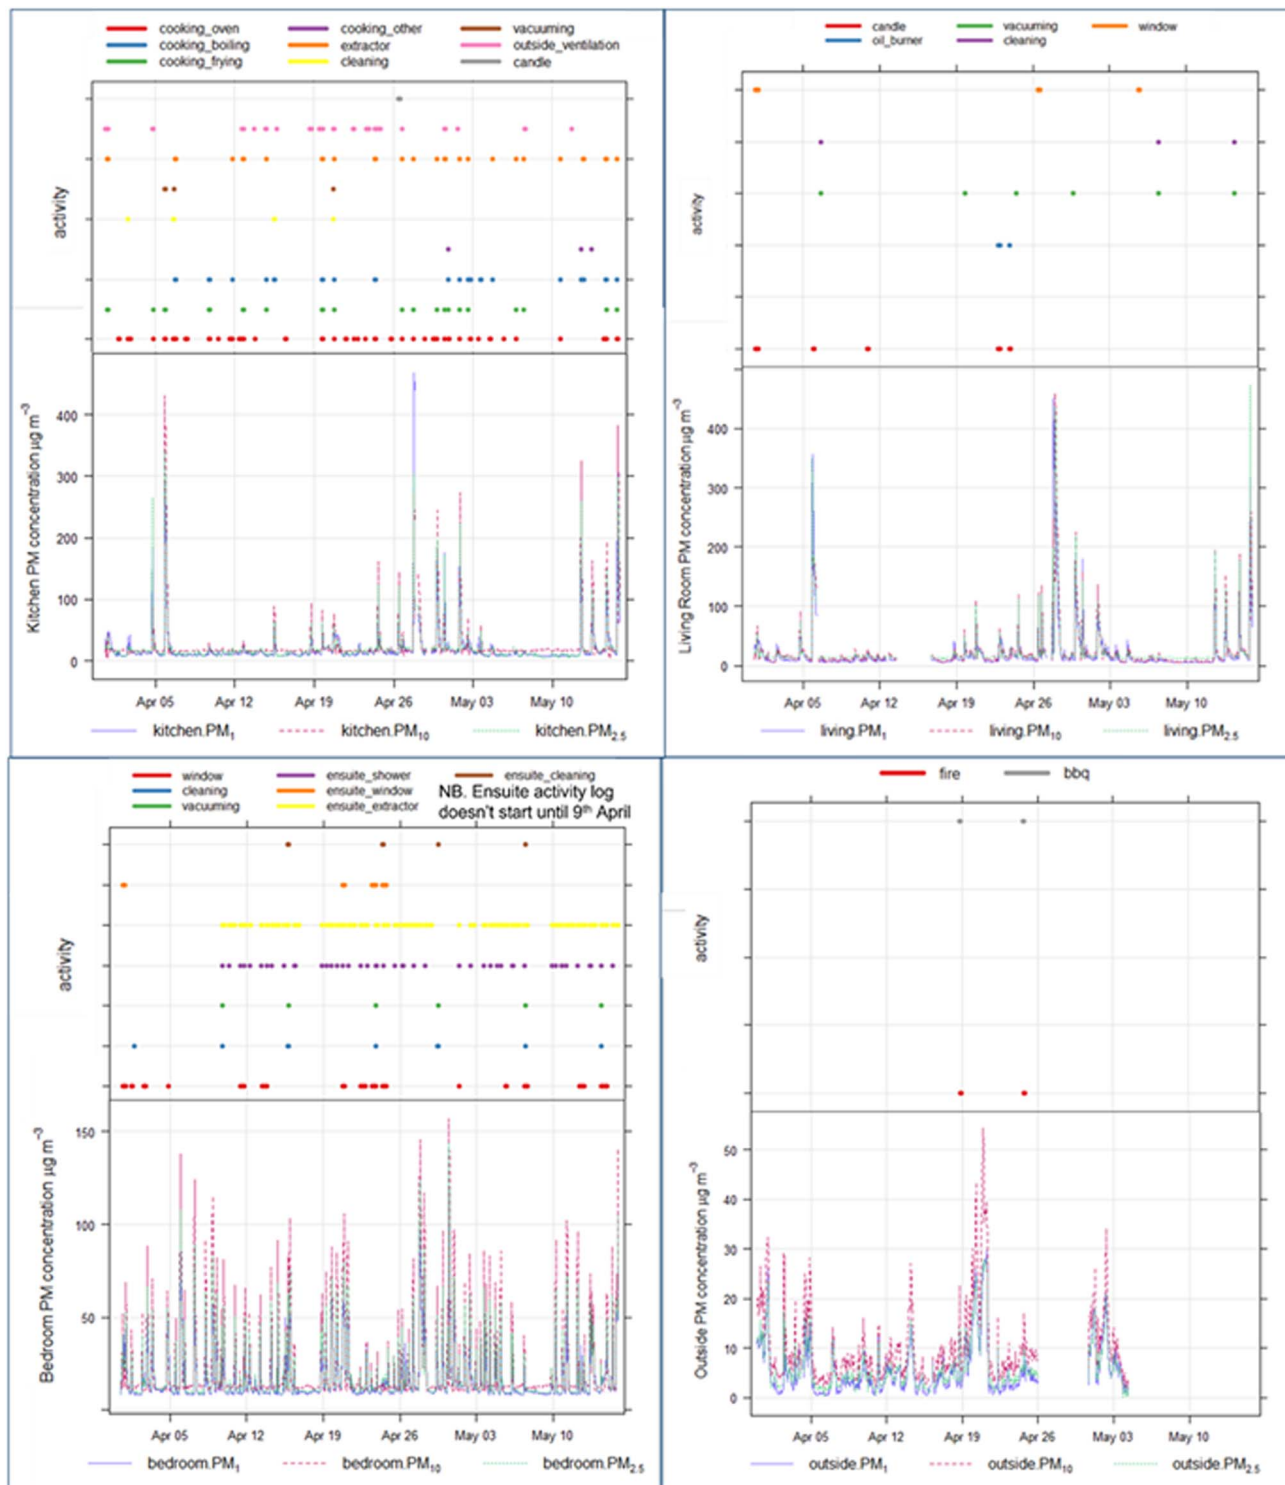 cooking_oven cooking_other vacuuming
cooking_boiling extractor outside_ventilation
cooking_frying cleaning candle
activity
400
300
200
100
0
Kitchen PM concentration µg m⁻³
Apr 05 Apr 12 Apr 19 Apr 26 May 03 May 10
kitchen.PM₁ kitchen.PM₁₀ kitchen.PM₂.₅
candle vacuuming window
oil_burner cleaning
activity
400
300
200
100
0
Living Room PM concentration µg m⁻³
Apr 05 Apr 12 Apr 19 Apr 26 May 03 May 10
living.PM₁ living.PM₁₀ living.PM₂.₅
window ensuite_shower ensuite_cleaning
cleaning ensuite_window
vacuuming ensuite_extractor
NB. Ensuite activity log
doesn't start until 9ᵗʰ April
activity
150
100
50
Bedroom PM concentration µg m⁻³
Apr 05 Apr 12 Apr 19 Apr 26 May 03 May 10
bedroom.PM₁ bedroom.PM₁₀ bedroom.PM₂.₅
fire bbq
activity
50
40
30
20
10
0
Outside PM concentration µg m⁻³
Apr 05 Apr 12 Apr 19 Apr 26 May 03 May 10
outside.PM₁ outside.PM₁₀ outside.PM₂.₅